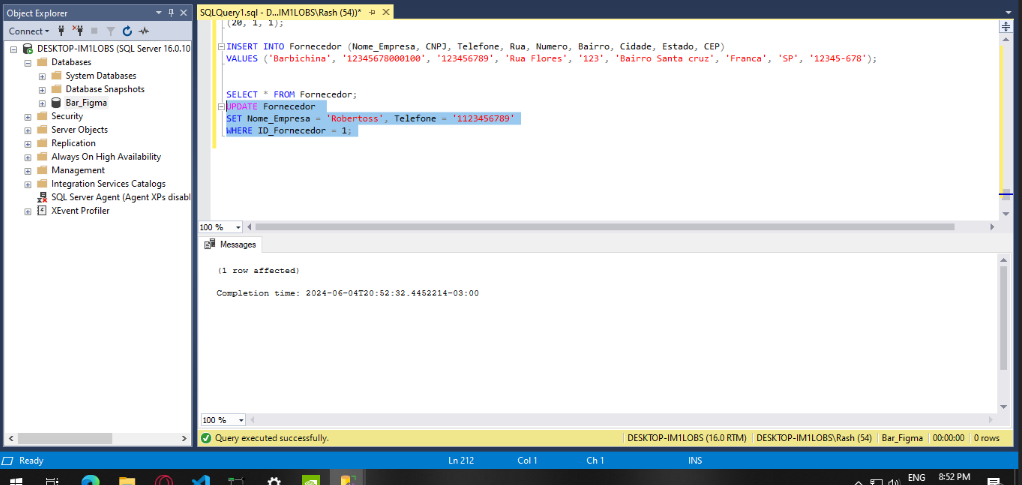 Object Explorer
SQLQuery1.sql - D...IM1LOBS\Rash (54))*
Connect
DESKTOP-IM1LOBS (SQL Server 16.0.10
Databases
System Databases
Database Snapshots
Bar_Figma
Security
Server Objects
Replication
Always On High Availability
Management
Integration Services Catalogs
SQL Server Agent (Agent XPs disabl
XEvent Profiler
(20, 1, 1);
INSERT INTO Fornecedor (Nome_Empresa, CNPJ, Telefone, Rua, Numero, Bairro, Cidade, Estado, CEP)
VALUES ('Barbichina', '12345678000100', '123456789', 'Rua Flores', '123', 'Bairro Santa cruz', 'Franca', 'SP', '12345-678');
SELECT * FROM Fornecedor;
UPDATE Fornecedor
SET Nome_Empresa = 'Robertoss', Telefone = '1123456789'
WHERE ID_Fornecedor = 1;
100 %
Messages
(1 row affected)
Completion time: 2024-06-04T20:52:32.4452214-03:00
100 %
Query executed successfully.
DESKTOP-IM1LOBS (16.0 RTM)
DESKTOP-IM1LOBS\Rash (54)
Bar_Figma
00:00:00
0 rows
Ready
Ln 212
Col 1
Ch 1
INS
ENG
8:52 PM